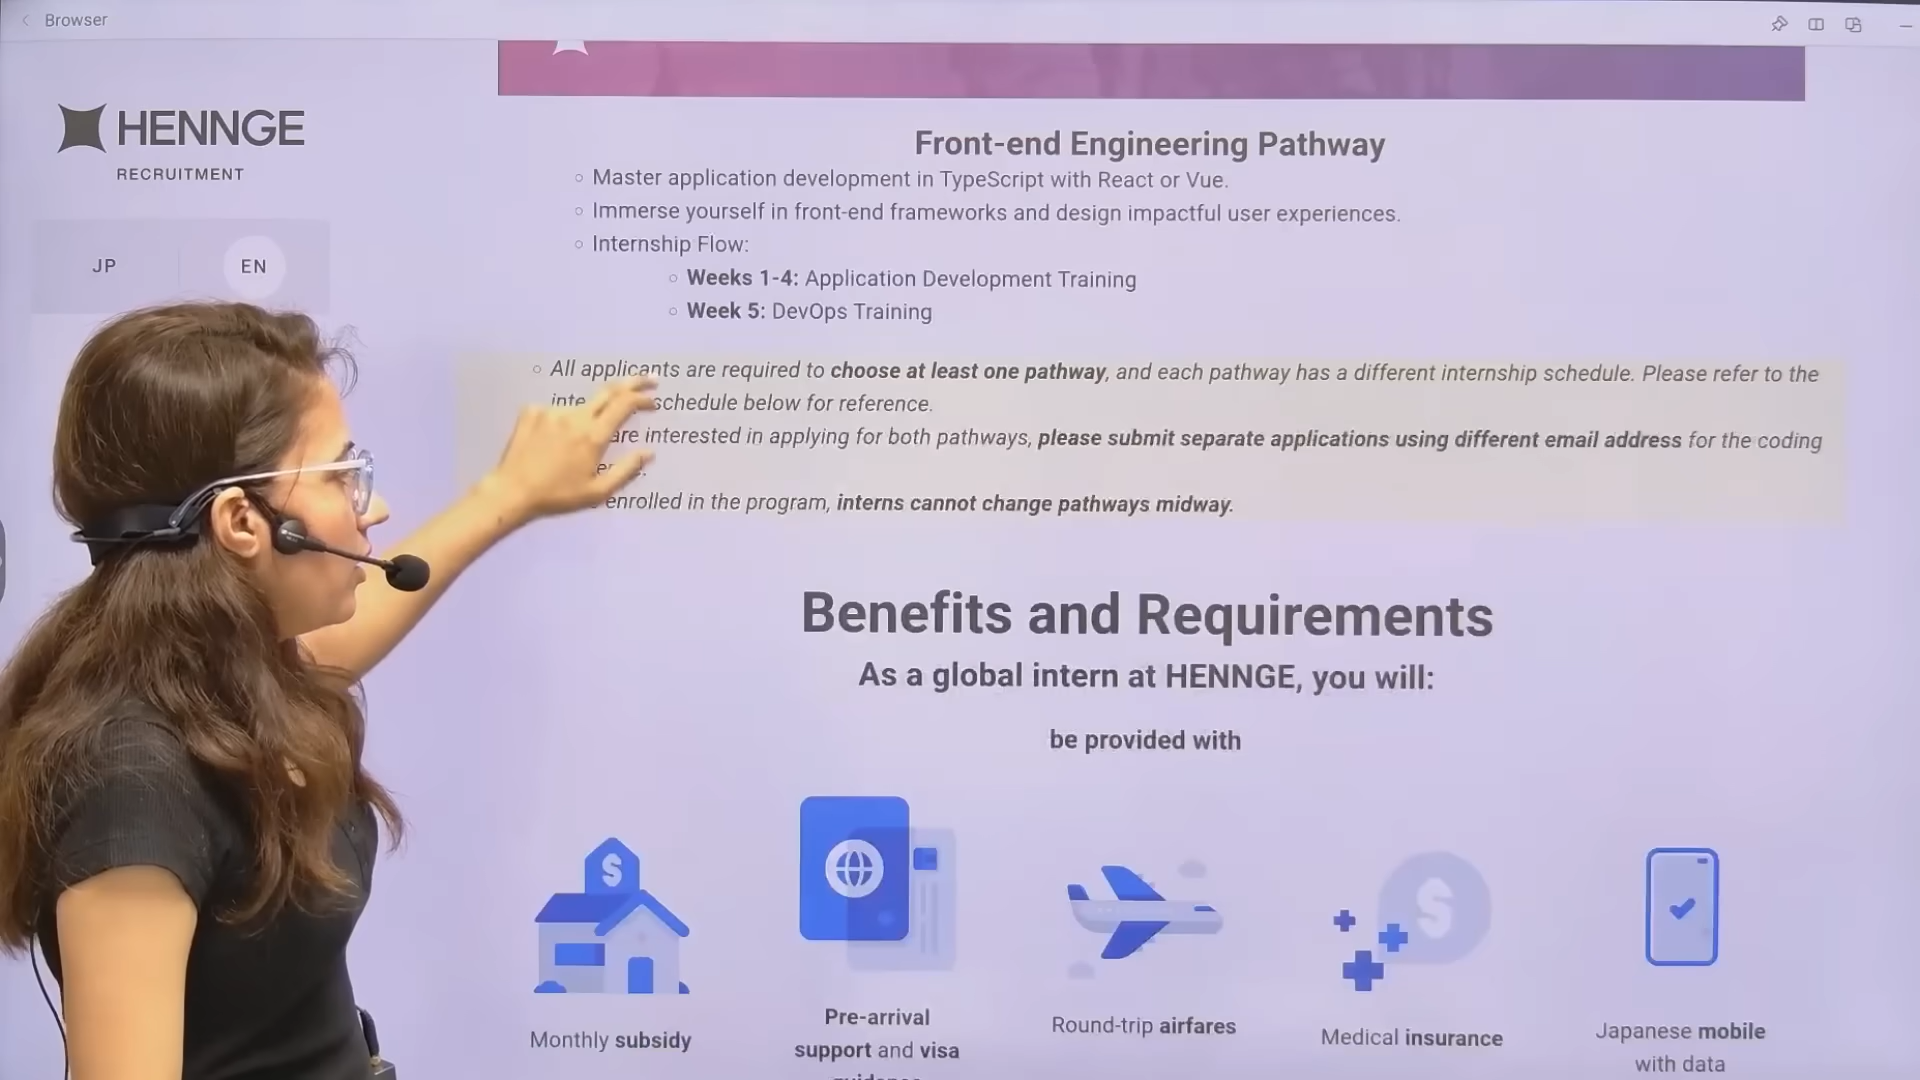 Browser
HENNGE
RECRUITMENT
JP
EN
Front-end Engineering Pathway
Master application development in TypeScript with React or Vue.
Immerse yourself in front-end frameworks and design impactful user experiences.
Internship Flow:
Weeks 1-4: Application Development Training
Week 5: DevOps Training
All applicants are required to choose at least one pathway, and each pathway has a different internship schedule. Please refer to the
schedule below for reference.
are interested in applying for both pathways, please submit separate applications using different email address for the coding
enrolled in the program, interns cannot change pathways midway.
Benefits and Requirements
As a global intern at HENNGE, you will:
be provided with
Monthly subsidy
Pre-arrival
support and visa
Round-trip airfares
Medical insurance
Japanese mobile
with data